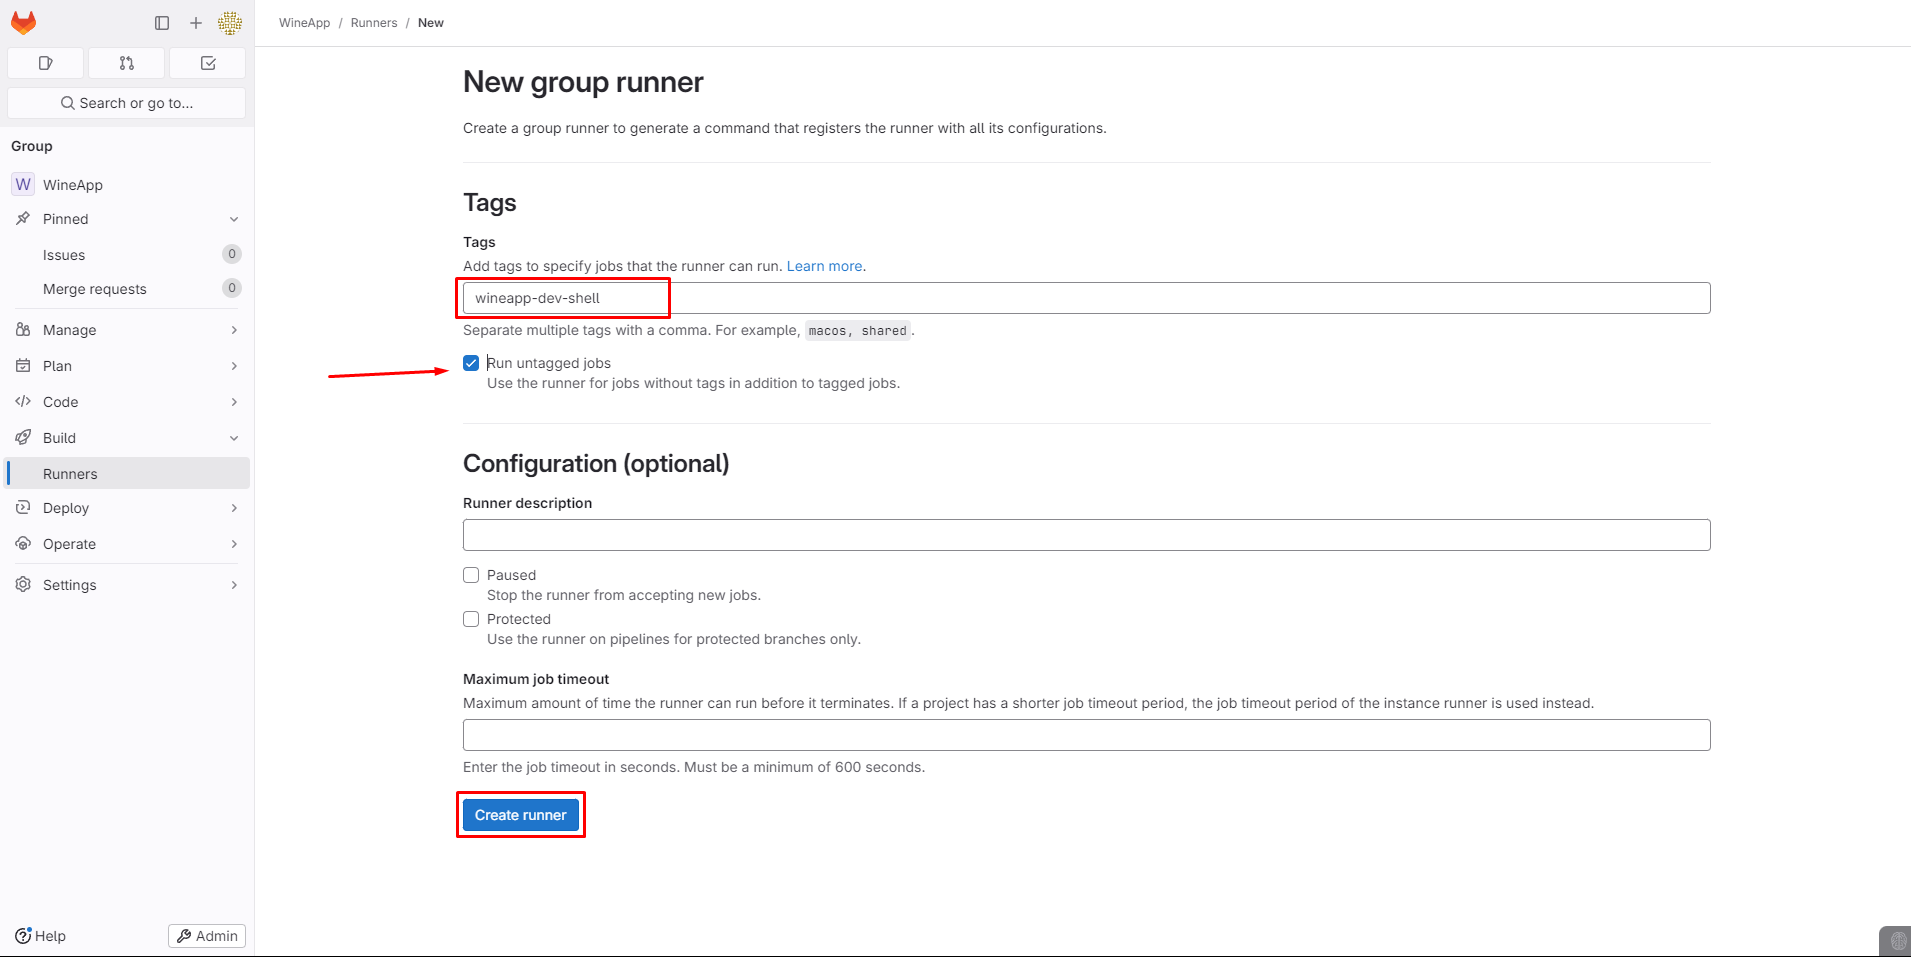 WineApp / Runners / New
Search or go to...
Group
W WineApp
Pinned
Issues 0
Merge requests 0
Manage
Plan
Code
Build
Runners
Deploy
Operate
Settings
Help
Admin
New group runner
Create a group runner to generate a command that registers the runner with all its configurations.
Tags
Tags
Add tags to specify jobs that the runner can run. Learn more.
wineapp-dev-shell
Separate multiple tags with a comma. For example, macos, shared.
Run untagged jobs
Use the runner for jobs without tags in addition to tagged jobs.
Configuration (optional)
Runner description
Paused
Stop the runner from accepting new jobs.
Protected
Use the runner on pipelines for protected branches only.
Maximum job timeout
Maximum amount of time the runner can run before it terminates. If a project has a shorter job timeout period, the job timeout period of the instance runner is used instead.
Enter the job timeout in seconds. Must be a minimum of 600 seconds.
Create runner